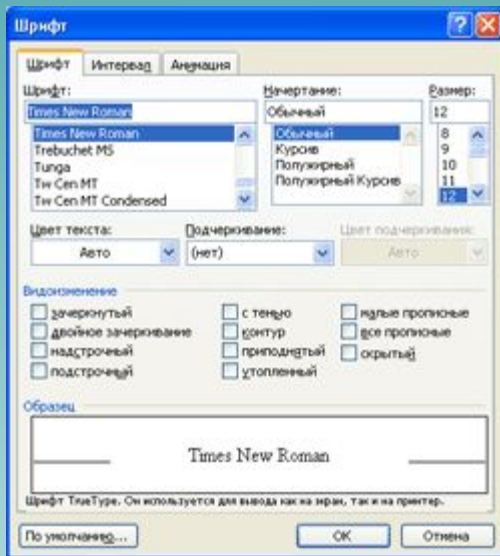 Шрифт
Шрифт Интервал Анимация
Шрифт: Начертание: Размер:
Times New Roman Обычный 12
Times New Roman Обычный 8
Trebuchet MS Курсив 9
Tunga Полужирный 10
Tw Cen MT Полужирный Курсив 11
Tw Cen MT Condensed 12
Цвет текста: Подчеркивание: Цвет подчеркивания:
Авто (нет) Авто
Видоизменение
зачеркнутый с тенью малые прописные
двойное зачеркивание контур все прописные
надстрочный приподнятый скрытый
подстрочный утопленный
Образец
Times New Roman
Шрифт TrueType. Он используется для вывода как на экран, так и на принтер.
По умолчанию... ОК Отмена